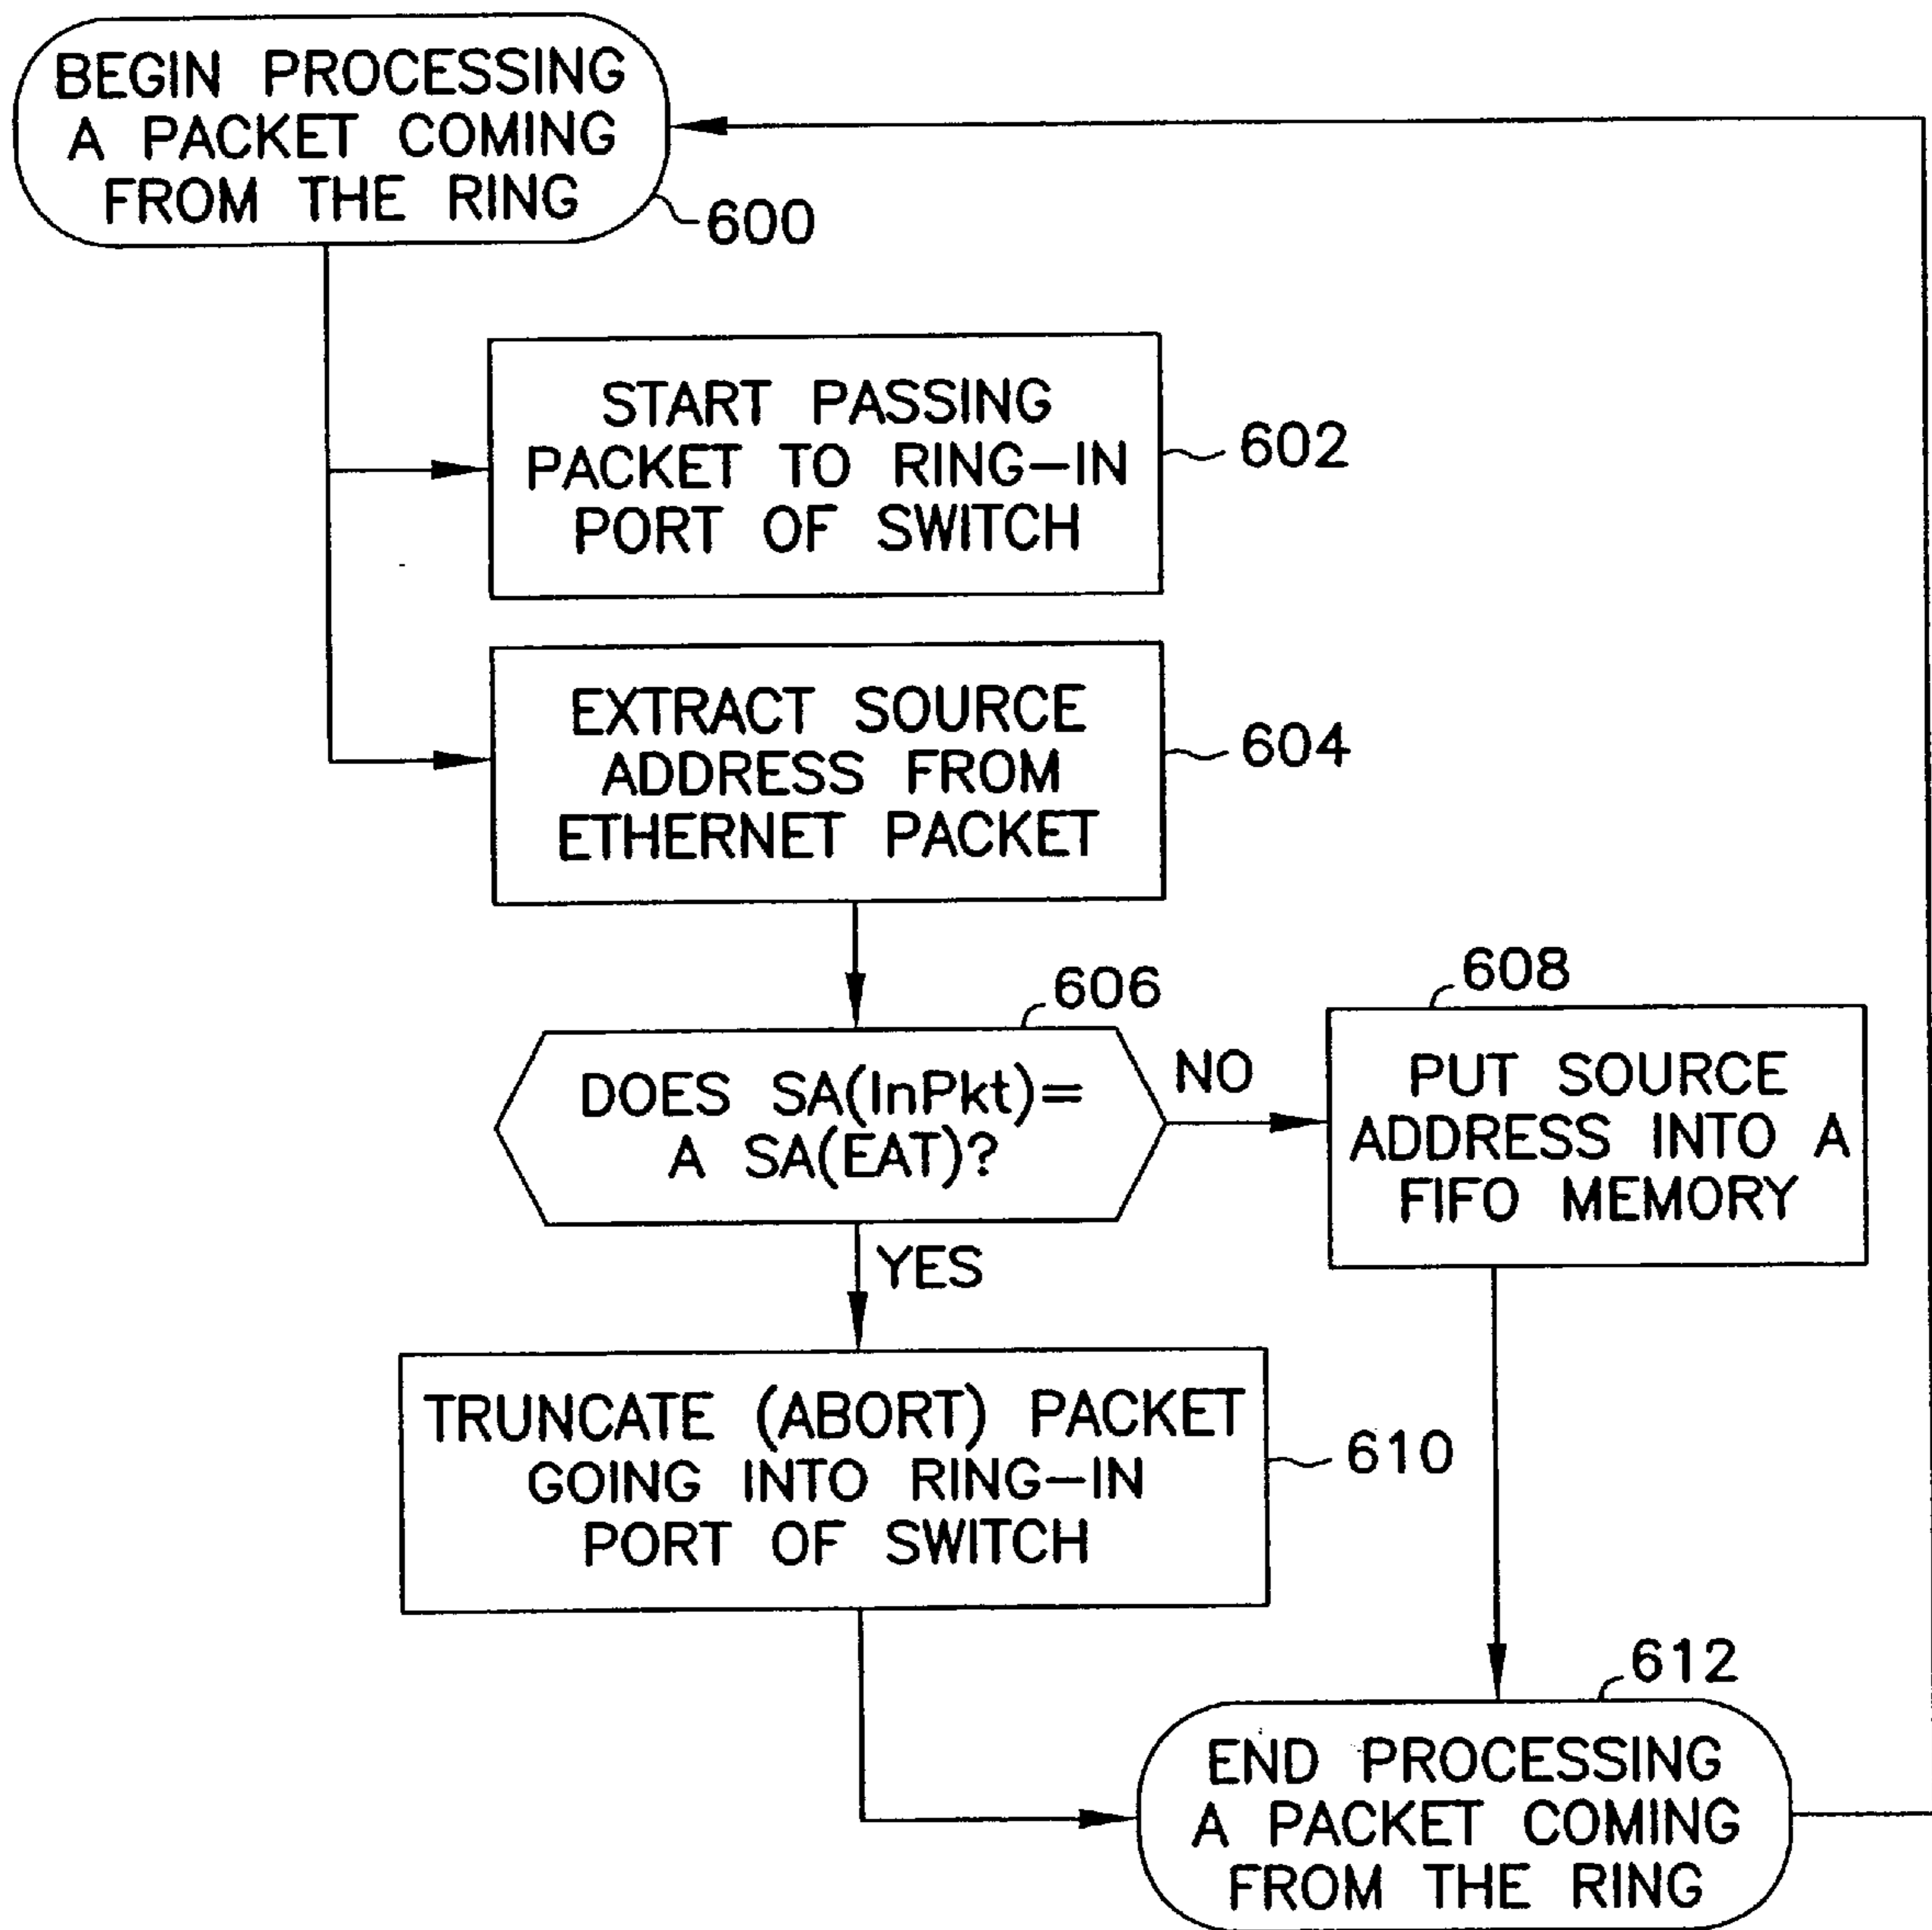 BEGIN PROCESSING
A PACKET COMING
FROM THE RING
600
START PASSING
PACKET TO RING-IN
PORT OF SWITCH
602
EXTRACT SOURCE
ADDRESS FROM
ETHERNET PACKET
604
606
DOES SA(InPkt)=
A SA(EAT)?
NO
608
PUT SOURCE
ADDRESS INTO A
FIFO MEMORY
YES
TRUNCATE (ABORT) PACKET
GOING INTO RING-IN
PORT OF SWITCH
610
612
END PROCESSING
A PACKET COMING
FROM THE RING